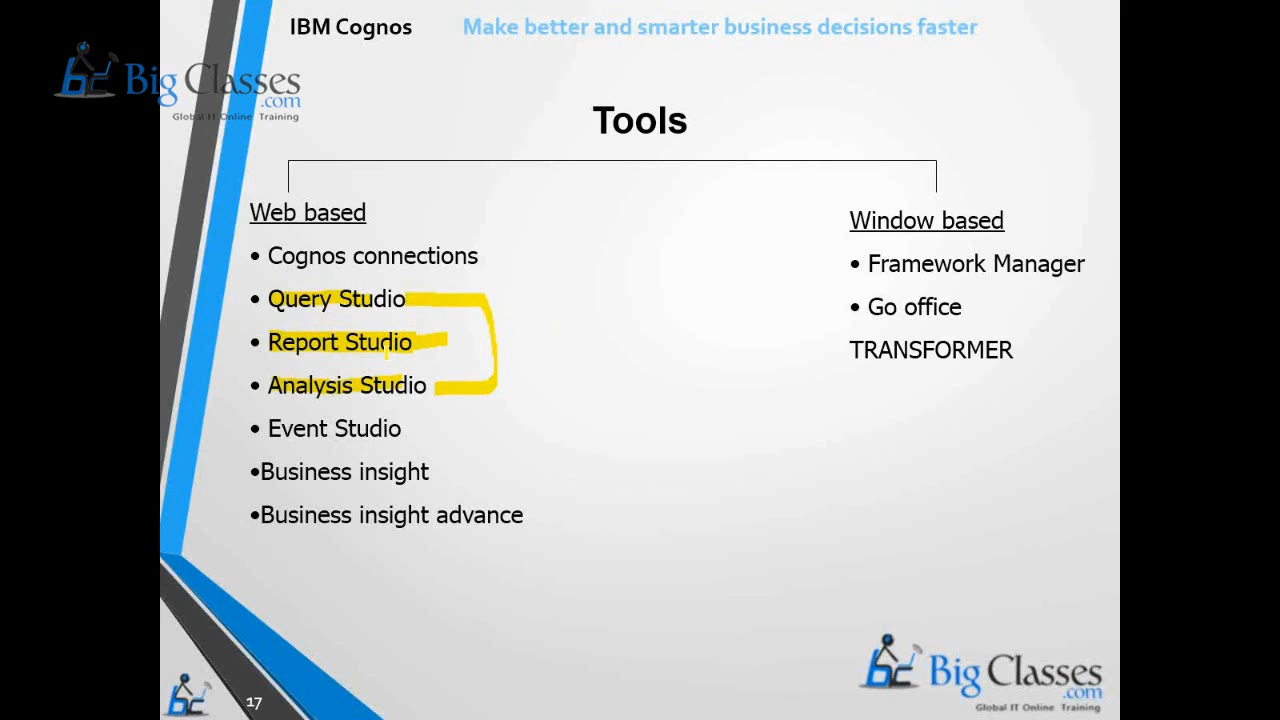 IBM Cognos Make better and smarter business decisions faster
Big Classes
.com
Global IT Online Training
Tools
Web based
• Cognos connections
• Query Studio
• Report Studio
• Analysis Studio
• Event Studio
•Business insight
•Business insight advance
Window based
• Framework Manager
• Go office
TRANSFORMER
Big Classes
.com
Global IT Online Training
17